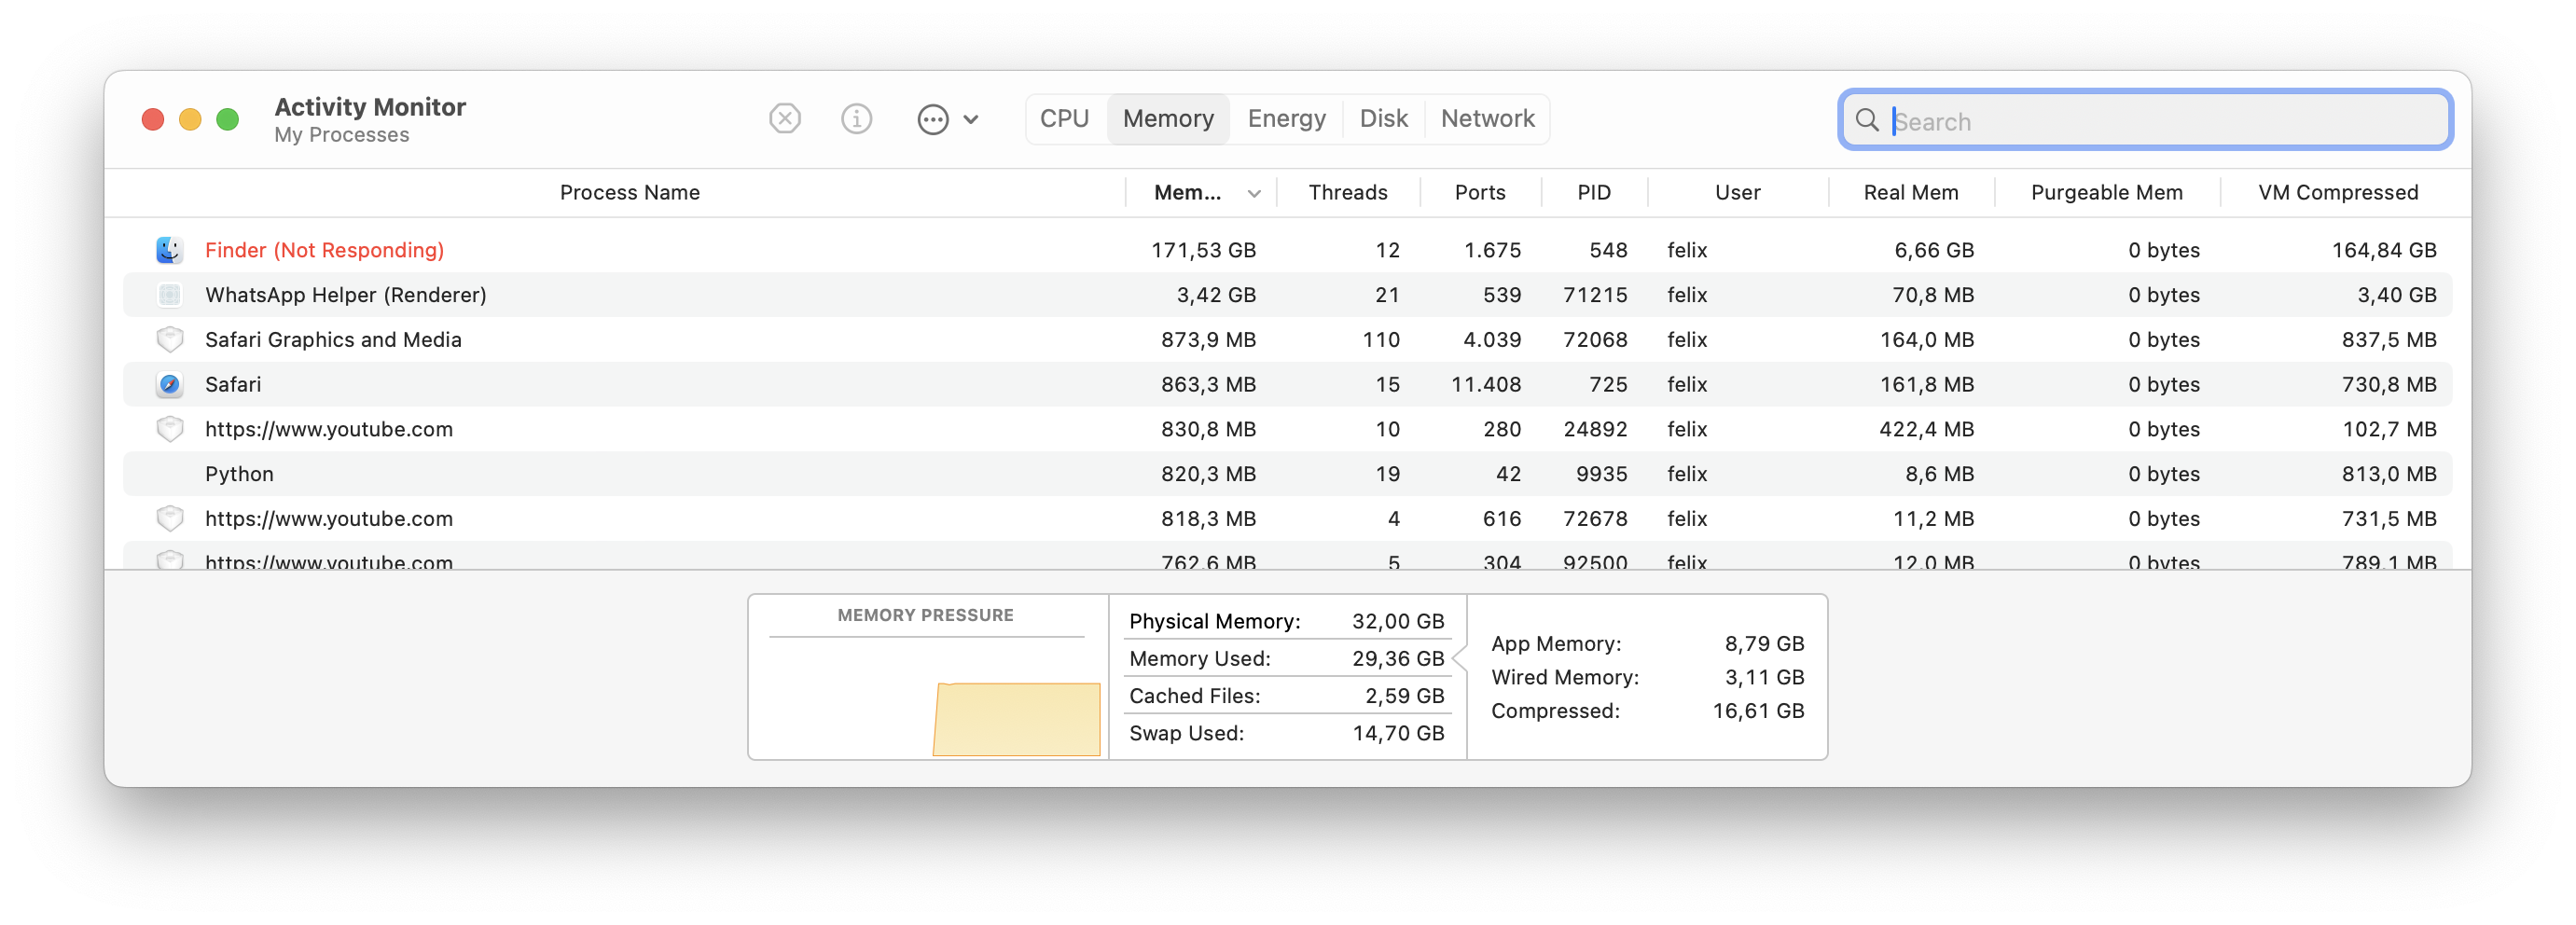 Activity Monitor
My Processes
CPU Memory Energy Disk Network
Search
Process Name Mem... Threads Ports PID User Real Mem Purgeable Mem VM Compressed
Finder (Not Responding) 171,53 GB 12 1.675 548 felix 6,66 GB 0 bytes 164,84 GB
WhatsApp Helper (Renderer) 3,42 GB 21 539 71215 felix 70,8 MB 0 bytes 3,40 GB
Safari Graphics and Media 873,9 MB 110 4.039 72068 felix 164,0 MB 0 bytes 837,5 MB
Safari 863,3 MB 15 11.408 725 felix 161,8 MB 0 bytes 730,8 MB
https://www.youtube.com 830,8 MB 10 280 24892 felix 422,4 MB 0 bytes 102,7 MB
Python 820,3 MB 19 42 9935 felix 8,6 MB 0 bytes 813,0 MB
https://www.youtube.com 818,3 MB 4 616 72678 felix 11,2 MB 0 bytes 731,5 MB
https://www.youtube.com 762,6 MB 5 304 92500 felix 12,0 MB 0 bytes 789,1 MB
MEMORY PRESSURE
Physical Memory: 32,00 GB
Memory Used: 29,36 GB
Cached Files: 2,59 GB
Swap Used: 14,70 GB
App Memory: 8,79 GB
Wired Memory: 3,11 GB
Compressed: 16,61 GB